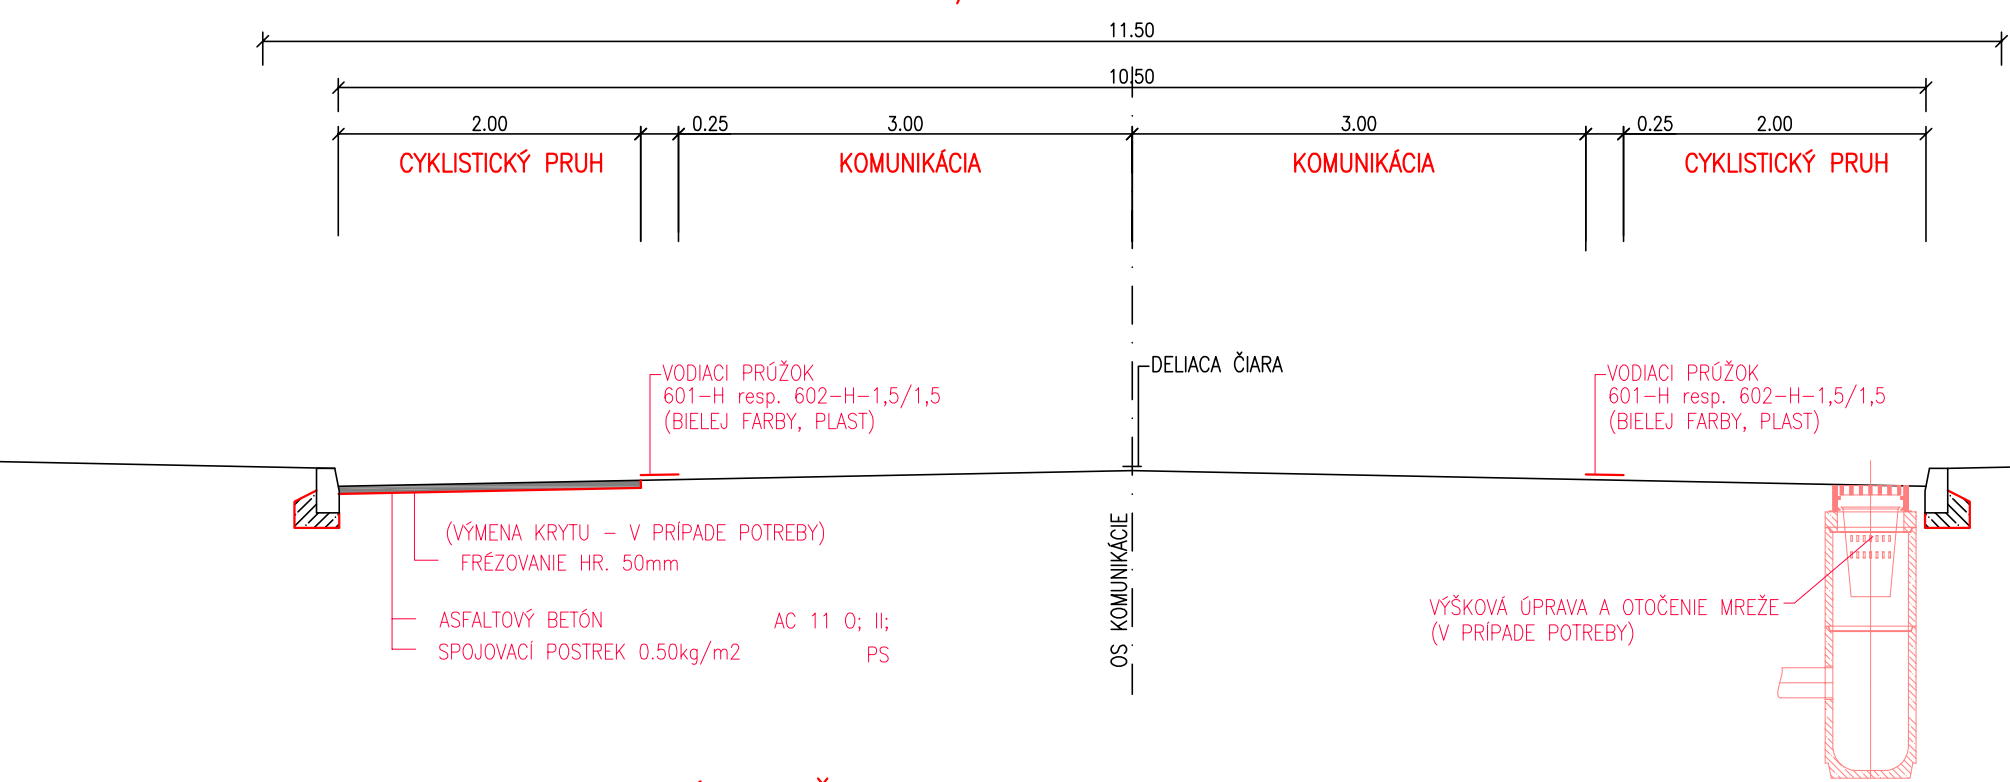 11.50
10.50
2.00 0.25 3.00 3.00 0.25 2.00
CYKLISTICKÝ PRUH KOMUNIKÁCIA KOMUNIKÁCIA CYKLISTICKÝ PRUH
DELIACA ČIARA
VODIACI PRÚŽOK
601-H resp. 602-H-1,5/1,5
(BIELEJ FARBY, PLAST)
VODIACI PRÚŽOK
601-H resp. 602-H-1,5/1,5
(BIELEJ FARBY, PLAST)
(VÝMENA KRYTU - V PRÍPADE POTREBY)
FRÉZOVANIE HR. 50mm
ASFALTOVÝ BETÓN AC 11 O; II;
SPOJOVACÍ POSTREK 0.50kg/m2 PS
OS KOMUNIKÁCIE
VÝŠKOVÁ ÚPRAVA A OTOČENIE MREŽE
(V PRÍPADE POTREBY)